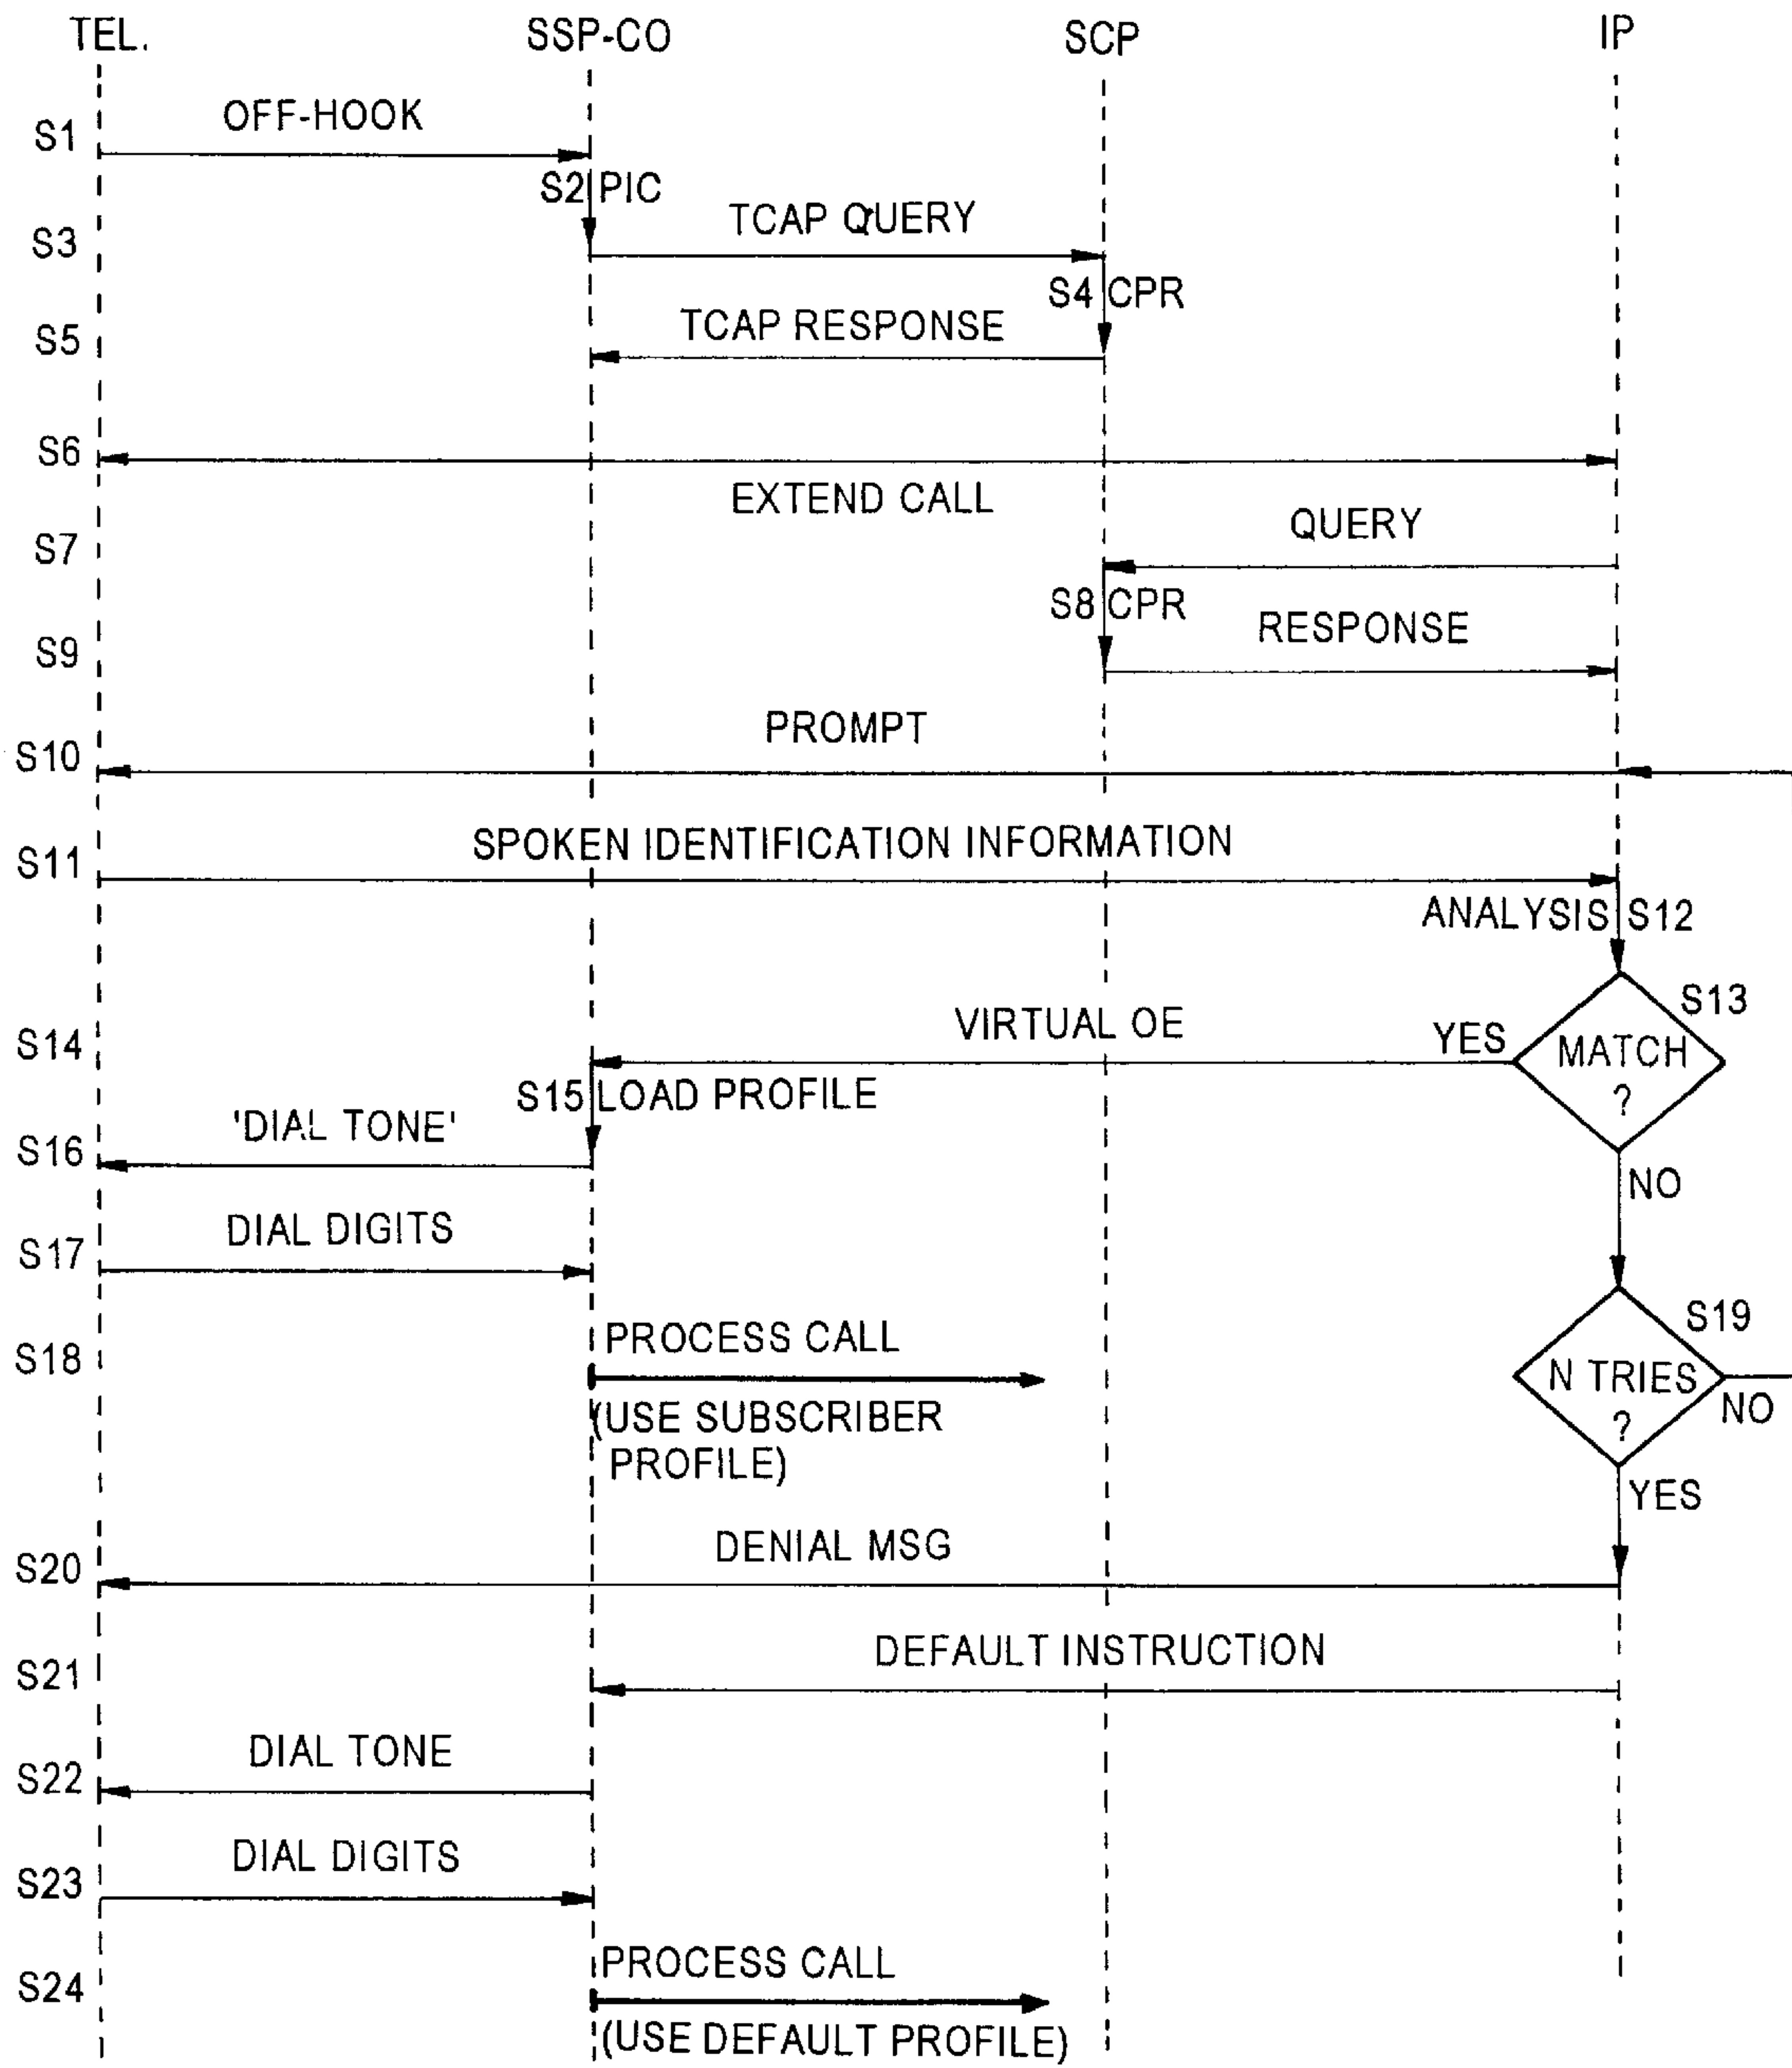 TEL. SSP-CO SCP IP
S1 OFF-HOOK
S2 PIC
S3 TCAP QUERY
S4 CPR
S5 TCAP RESPONSE
S6
EXTEND CALL
S7 QUERY
S8 CPR
S9 RESPONSE
S10 PROMPT
S11 SPOKEN IDENTIFICATION INFORMATION
ANALYSIS S12
S13
S14 VIRTUAL OE YES MATCH
?
S15 LOAD PROFILE
S16 'DIAL TONE'
NO
S17 DIAL DIGITS
S19
S18 PROCESS CALL
(USE SUBSCRIBER
PROFILE)
N TRIES
?
NO
YES
S20 DENIAL MSG
S21 DEFAULT INSTRUCTION
S22 DIAL TONE
S23 DIAL DIGITS
S24 PROCESS CALL
(USE DEFAULT PROFILE)